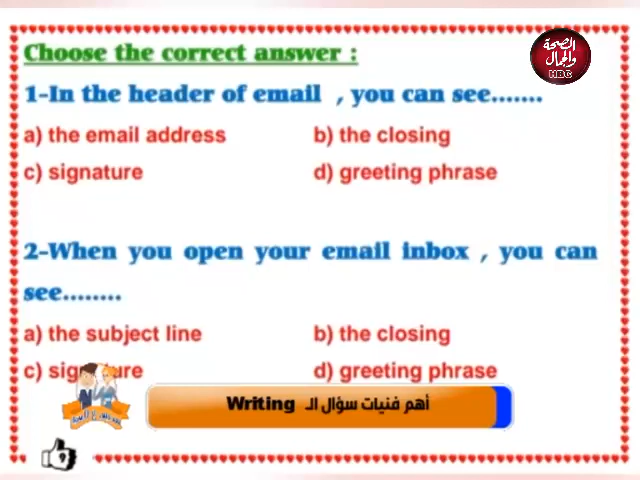 Choose the correct answer :
الصحة
والجمال
HBC
1-In the header of email , you can see.......
a) the email address b) the closing
c) signature d) greeting phrase
2-When you open your email inbox , you can
see........
a) the subject line b) the closing
c) signature d) greeting phrase
أهم فنيات سؤال الـ Writing